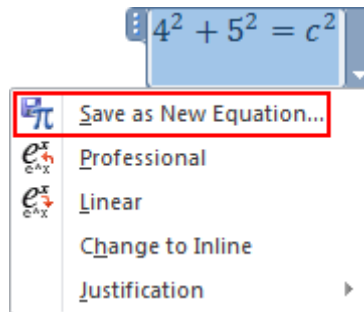 4² + 5² = c²
Save as New Equation...
Professional
Linear
Change to Inline
Justification